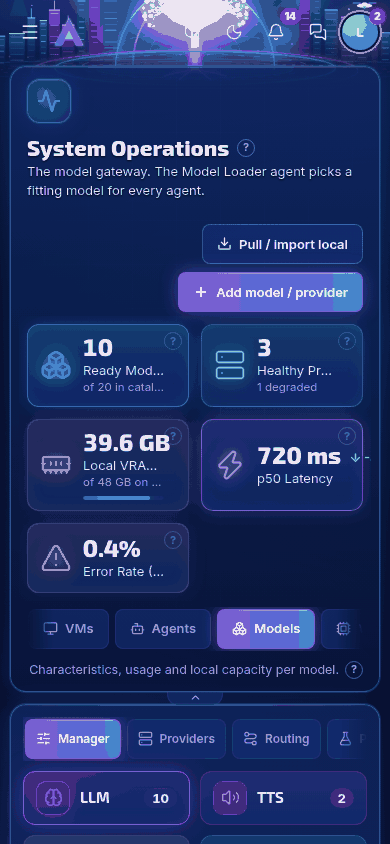 14
2
L
System Operations ?
The model gateway. The Model Loader agent picks a
fitting model for every agent.
Pull / import local
+ Add model / provider
10
Ready Mod...
of 20 in catal...
?
3
Healthy Pr...
1 degraded
?
39.6 GB
Local VRA...
of 48 GB on ...
?
720 ms ↓ -
p50 Latency
?
0.4%
Error Rate (...
?
VMs
Agents
Models
Characteristics, usage and local capacity per model. ?
Manager
Providers
Routing
LLM 10
TTS 2